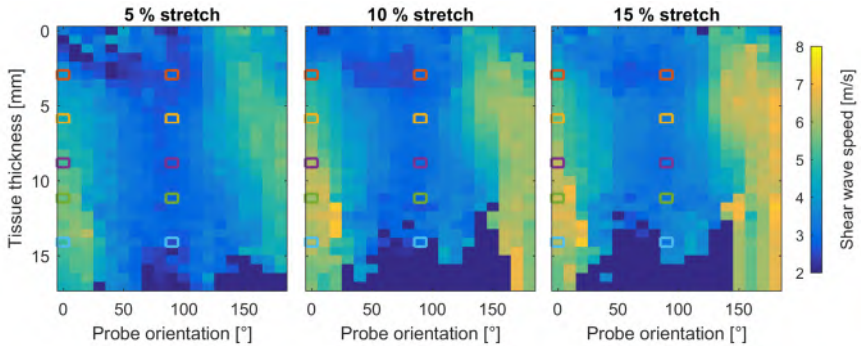 5 % stretch 10 % stretch 15 % stretch
Tissue thickness [mm]
0
5
10
15
0 50 100 150 0 50 100 150 0 50 100 150
Probe orientation [°] Probe orientation [°] Probe orientation [°]
8
7
6
5
4
3
2
Shear wave speed [m/s]